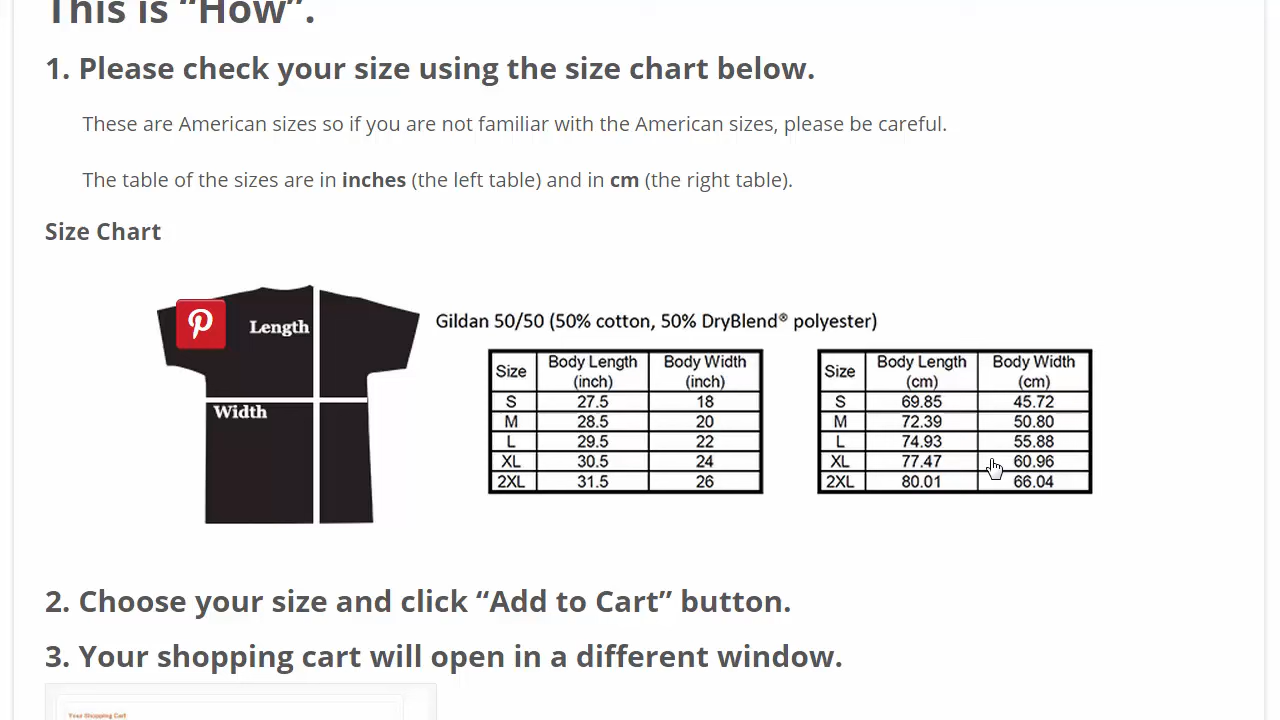 This is “How”.
1. Please check your size using the size chart below.
These are American sizes so if you are not familiar with the American sizes, please be careful.
The table of the sizes are in inches (the left table) and in cm (the right table).
Size Chart
Length
Width
Gildan 50/50 (50% cotton, 50% DryBlend® polyester)
Size Body Length (inch) Body Width (inch)
S 27.5 18
M 28.5 20
L 29.5 22
XL 30.5 24
2XL 31.5 26
Size Body Length (cm) Body Width (cm)
S 69.85 45.72
M 72.39 50.80
L 74.93 55.88
XL 77.47 60.96
2XL 80.01 66.04
2. Choose your size and click “Add to Cart” button.
3. Your shopping cart will open in a different window.
Your Shopping Cart